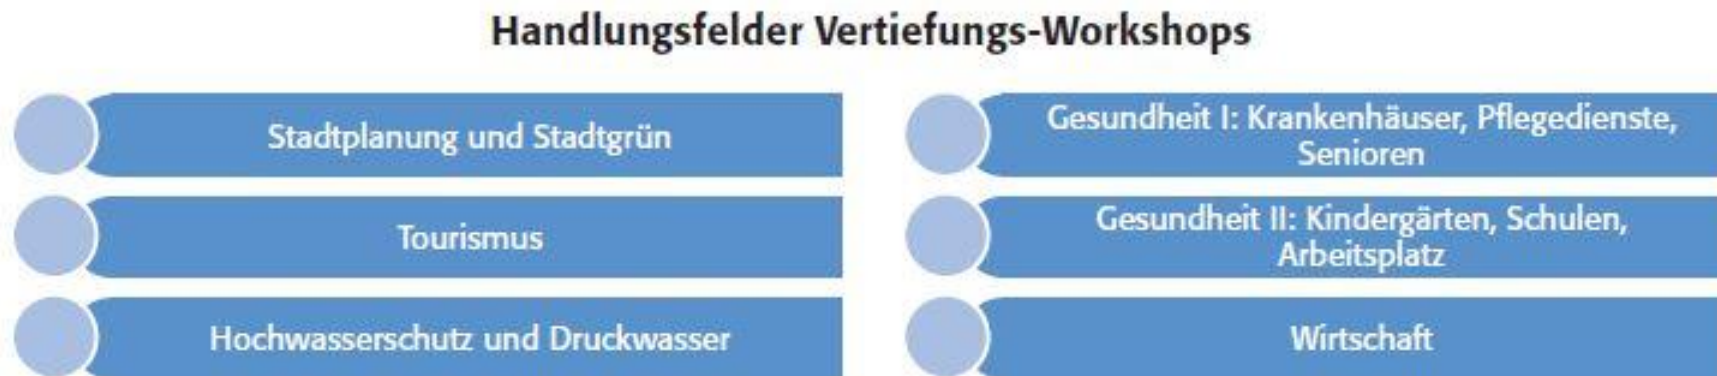 Handlungsfelder Vertiefungs-Workshops
Stadtplanung und Stadtgrün
Tourismus
Hochwasserschutz und Druckwasser
Gesundheit I: Krankenhäuser, Pflegedienste,
Senioren
Gesundheit II: Kindergärten, Schulen,
Arbeitsplatz
Wirtschaft